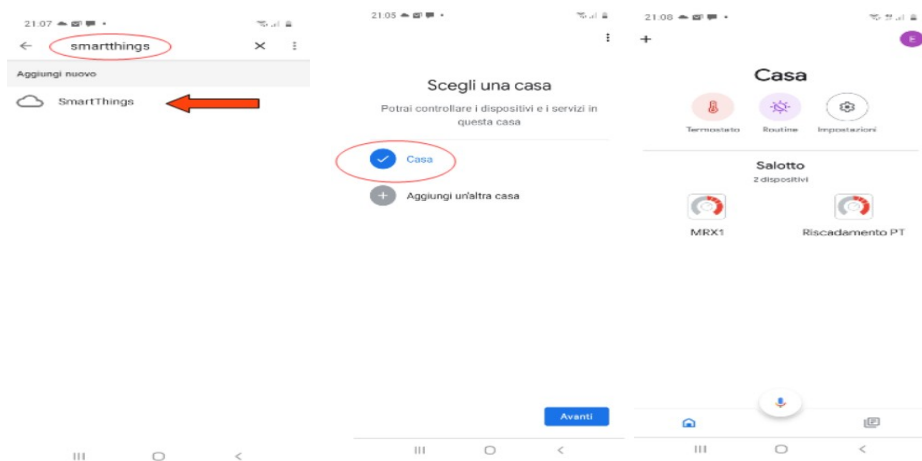 21:07
smartthings
Aggiungi nuovo
SmartThings
21:05
Scegli una casa
Potrai controllare i dispositivi e i servizi in
questa casa
Casa
Aggiungi un'altra casa
Avanti
21:08
E
Casa
Termostato
Routine
Impostazioni
Salotto
2 dispositivi
MRX1
Riscadamento PT